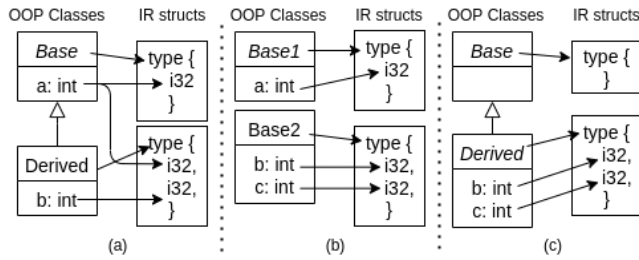 OOP Classes
IR structs
Base
a: int
type {
i32
}
Derived
b: int
type {
i32,
i32,
}
(a)
OOP Classes
IR structs
Base1
a: int
type {
i32
}
Base2
b: int
c: int
type {
i32,
i32,
}
(b)
OOP Classes
IR structs
Base
type {
}
Derived
b: int
c: int
type {
i32,
i32,
}
(c)